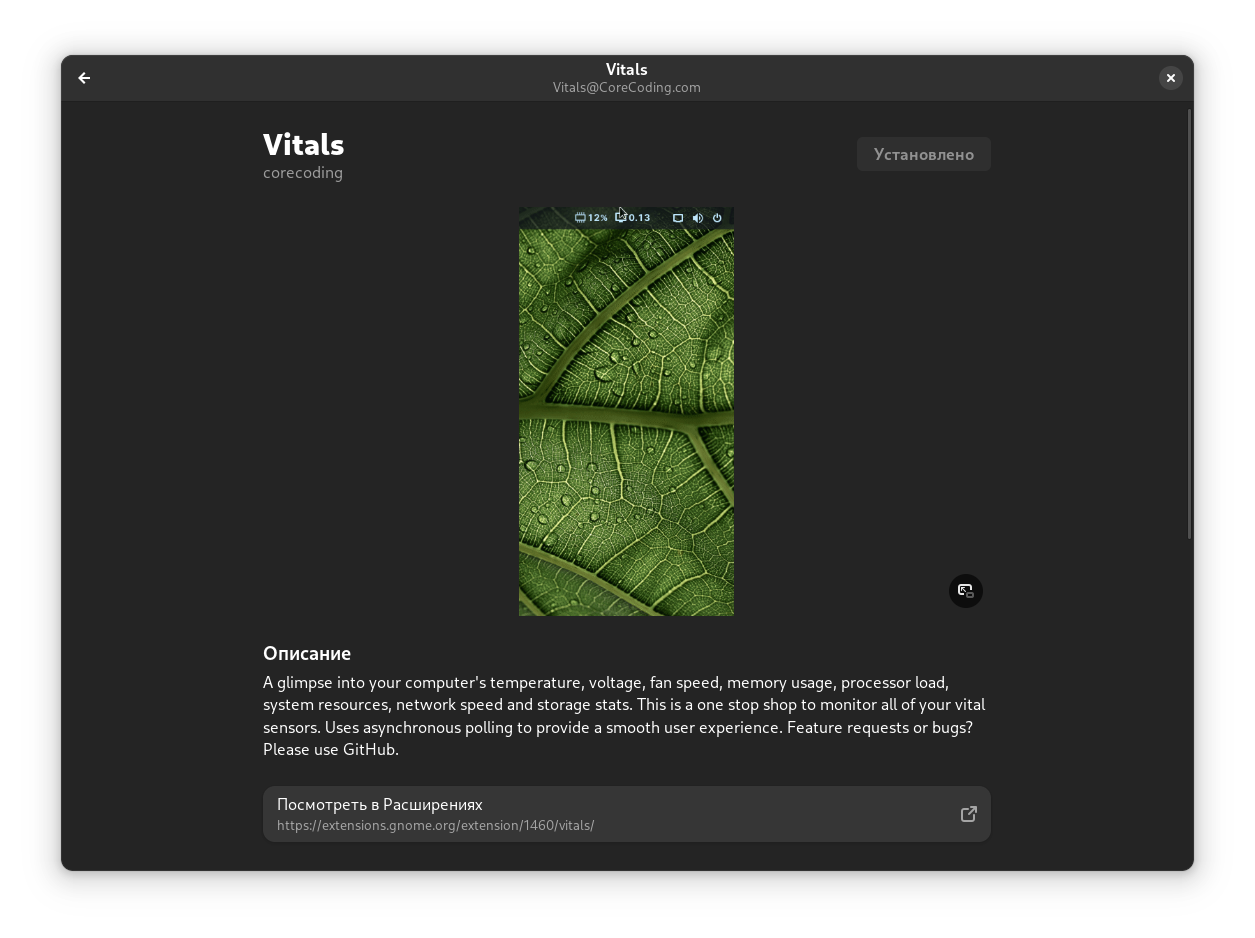 Vitals
Vitals@CoreCoding.com
Vitals
corecoding
Установлено
12% 0.13
Описание
A glimpse into your computer's temperature, voltage, fan speed, memory usage, processor load,
system resources, network speed and storage stats. This is a one stop shop to monitor all of your vital
sensors. Uses asynchronous polling to provide a smooth user experience. Feature requests or bugs?
Please use GitHub.
Посмотреть в Расширениях
https://extensions.gnome.org/extension/1460/vitals/